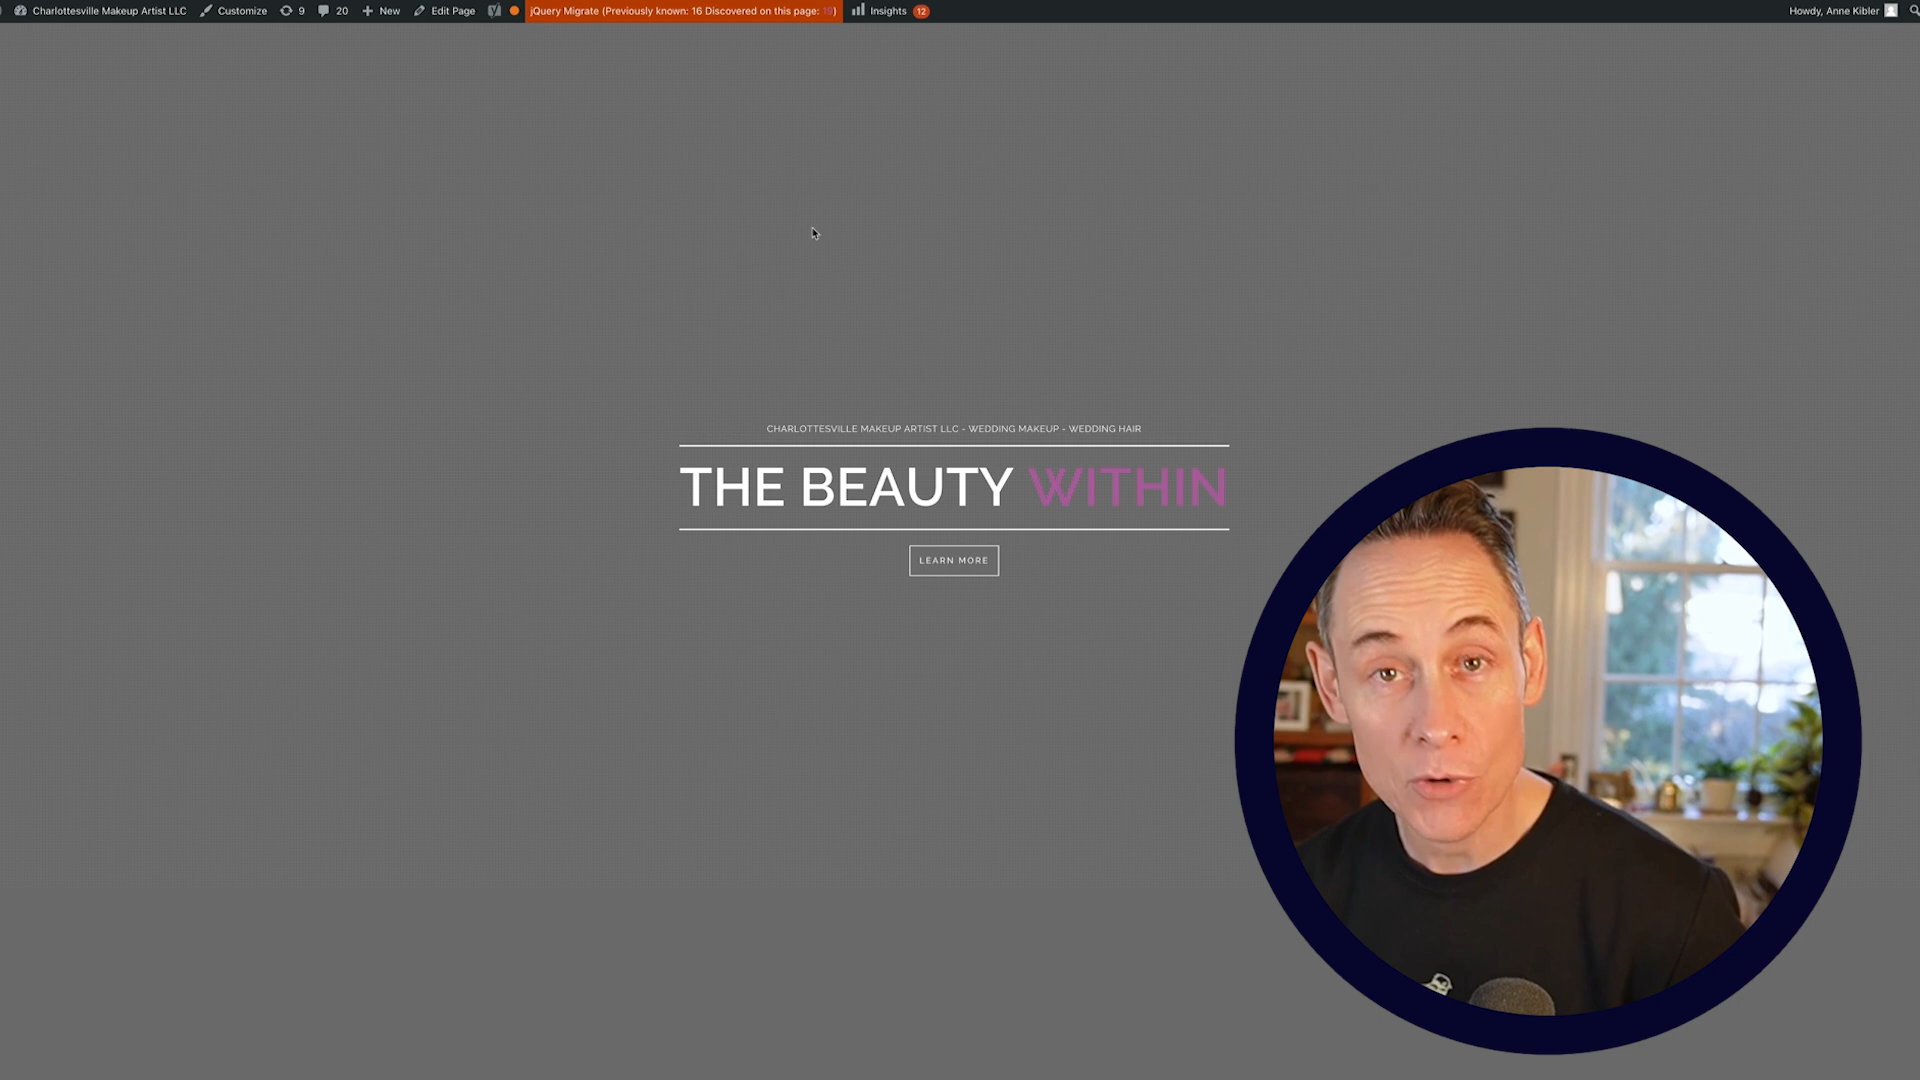 Charlottesville Makeup Artist LLC Customize 9 20 New Edit Page jQuery Migrate (Previously known: 16 Discovered on this page: ) Insights 12 Howdy, Anne Kibler
CHARLOTTESVILLE MAKEUP ARTIST LLC - WEDDING MAKEUP - WEDDING HAIR
THE BEAUTY WITHIN
LEARN MORE